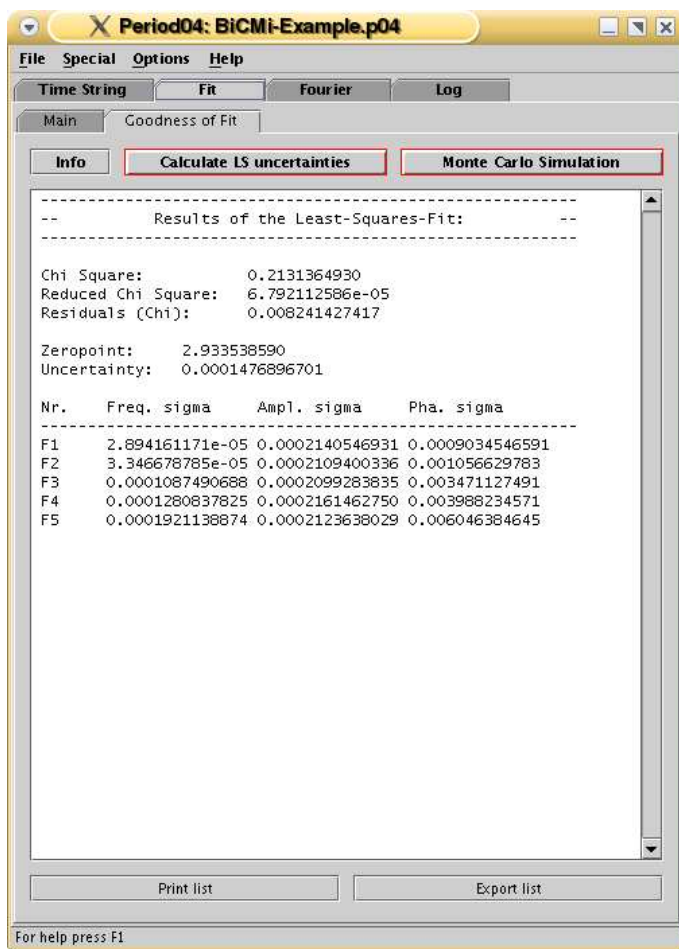 Period04: BiCMi-Example.p04
File Special Options Help
Time String Fit Fourier Log
Main Goodness of Fit
Info Calculate LS uncertainties Monte Carlo Simulation
------------------------------------------------------------
-- Results of the Least-Squares-Fit: --
------------------------------------------------------------
Chi Square: 0.2131364930
Reduced Chi Square: 6.792112586e-05
Residuals (Chi): 0.008241427417
Zeropoint: 2.933538590
Uncertainty: 0.0001476896701
Nr. Freq. sigma Ampl. sigma Pha. sigma
------------------------------------------------------------
F1 2.894161171e-05 0.0002140546931 0.0009034546591
F2 3.346678785e-05 0.0002109400336 0.001056629783
F3 0.0001087490688 0.0002099283835 0.003471127491
F4 0.0001280837825 0.0002161462750 0.003988234571
F5 0.0001921138874 0.0002123638029 0.006046384645
Print list Export list
For help press F1